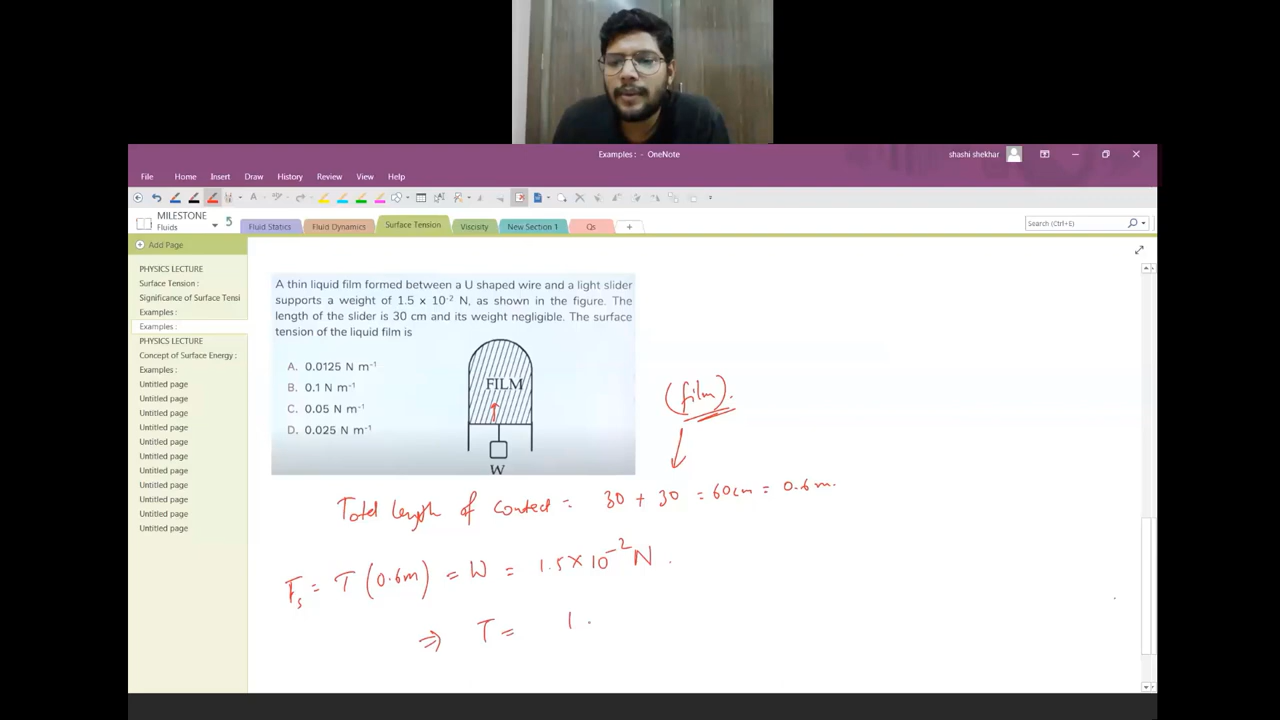 Examples : - OneNote
shashi shekhar
File Home Insert Draw History Review View Help
MILESTONE
Fluids
Fluid Statics Fluid Dynamics Surface Tension Viscosity New Section 1 Qs +
Search (Ctrl+E)
Add Page
PHYSICS LECTURE
Surface Tension :
Significance of Surface Tensi
Examples :
Examples :
PHYSICS LECTURE
Concept of Surface Energy :
Examples :
Untitled page
Untitled page
Untitled page
Untitled page
Untitled page
Untitled page
Untitled page
Untitled page
Untitled page
Untitled page
Untitled page
A thin liquid film formed between a U shaped wire and a light slider
supports a weight of 1.5 x 10⁻² N, as shown in the figure. The
length of the slider is 30 cm and its weight negligible. The surface
tension of the liquid film is
A. 0.0125 N m⁻¹
B. 0.1 N m⁻¹
C. 0.05 N m⁻¹
D. 0.025 N m⁻¹
FILM
W
(film).
Total length of contact = 30 + 30 = 60cm = 0.6m.
Fs = T (0.6m) = W = 1.5 × 10⁻² N .
⇒ T = 1 .